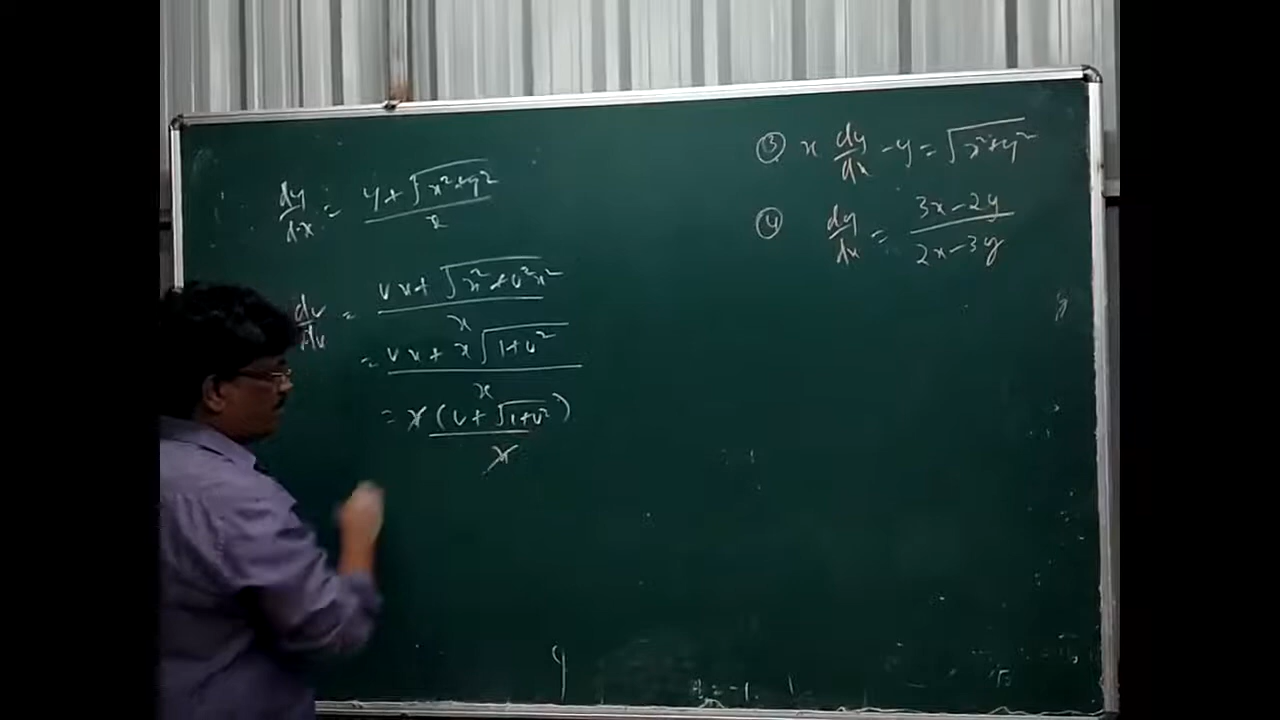 dy/dx = (y + √(x² + y²))/x
dv/dx = (vx + √(x² + v²x²))/x
= (vx + x√(1+v²))/x
= x(v + √(1+v²))/x
③ x dy/dx - y = √(x²+y²)
④ dy/dx = (3x - 2y)/(2x - 3y)
y
= -1.